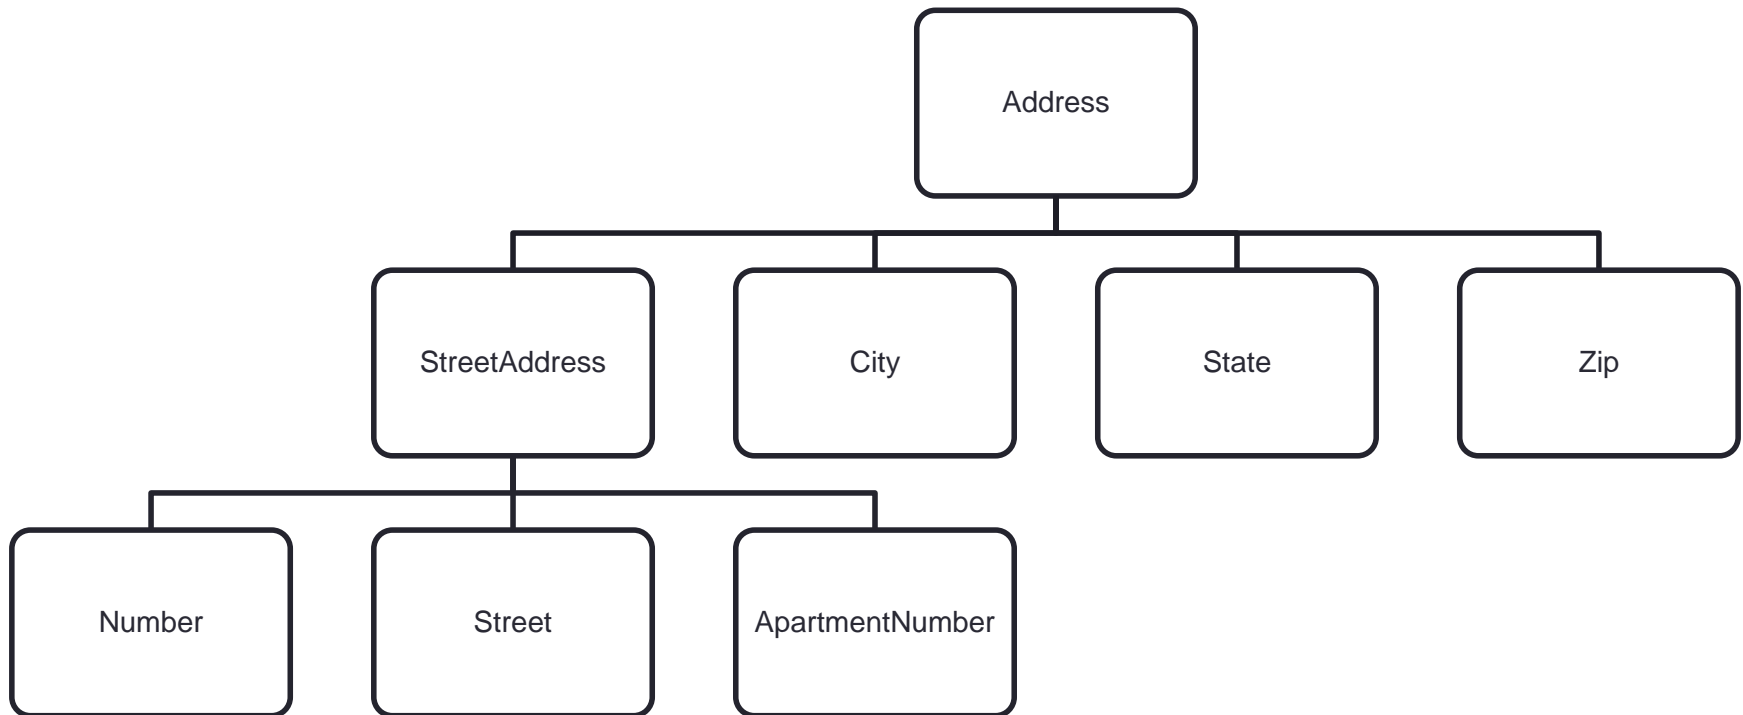 Address
StreetAddress
City
State
Zip
Number
Street
ApartmentNumber